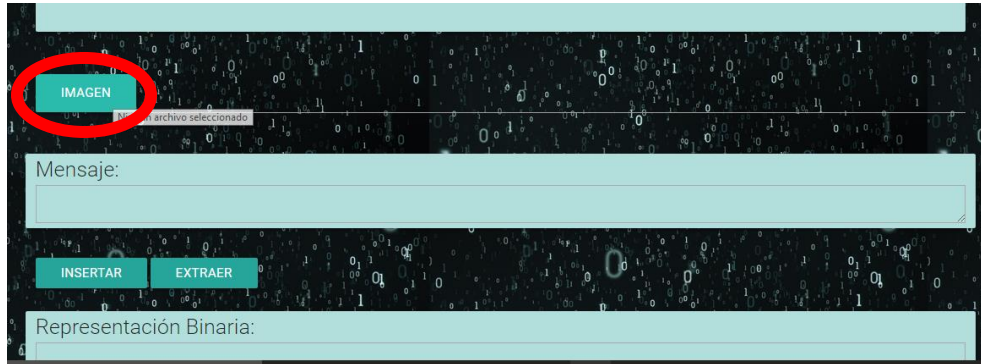 IMAGEN
archivo seleccionado
Mensaje:
INSERTAR EXTRAER
Representación Binaria: